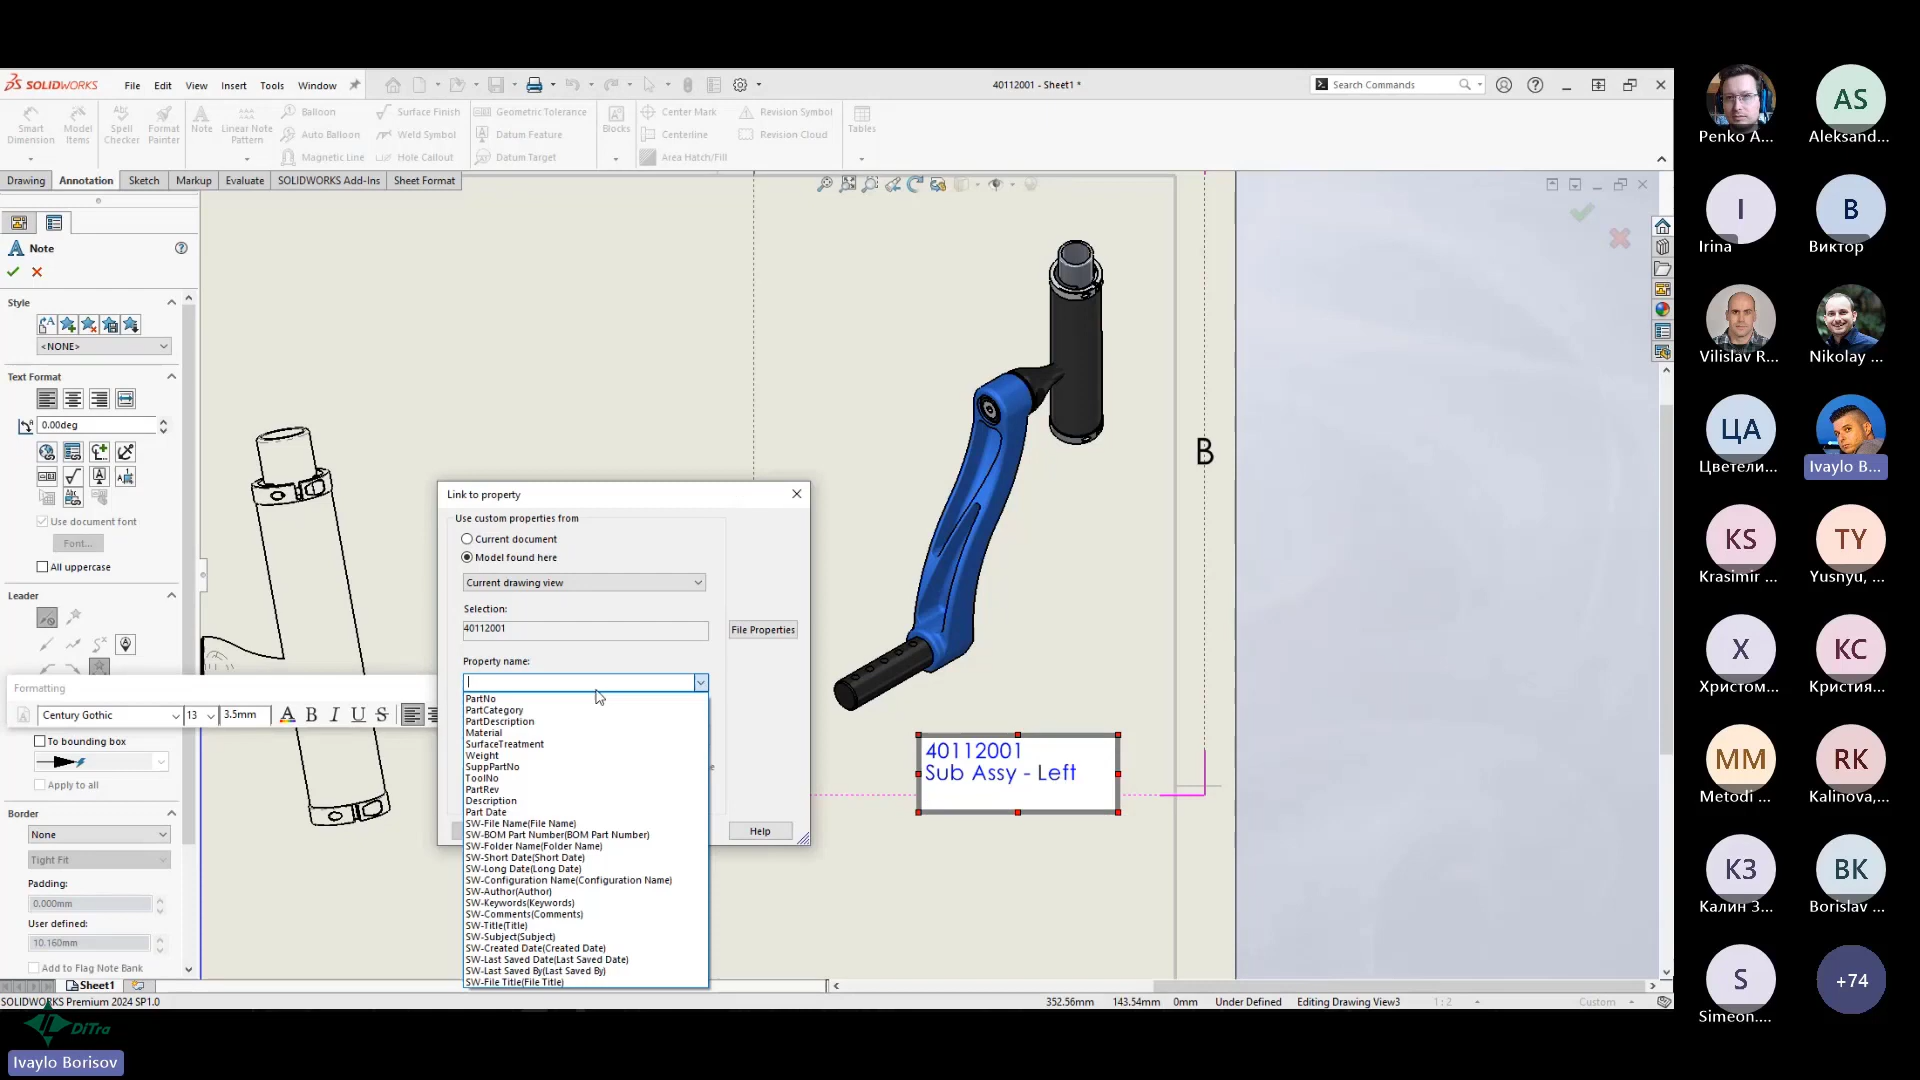 SOLIDWORKS
File Edit View Insert Tools Window
40112001 - Sheet1 *
Search Commands
Smart Dimension
Model Items
Spell Checker
Format Painter
Note
Linear Note Pattern
Balloon
Auto Balloon
Magnetic Line
Surface Finish
Weld Symbol
Hole Callout
Geometric Tolerance
Datum Feature
Datum Target
Blocks
Center Mark
Centerline
Area Hatch/Fill
Revision Symbol
Revision Cloud
Tables
Drawing Annotation Sketch Markup Evaluate SOLIDWORKS Add-Ins Sheet Format
Note
Style
<NONE>
Text Format
0.00deg
Use document font
Font...
All uppercase
Leader
Formatting
Century Gothic 13 3.5mm A B I U S
To bounding box
Apply to all
Border
None
Tight Fit
Padding:
0.000mm
User defined:
10.160mm
Add to Flag Note Bank
Link to property
Use custom properties from
Current document
Model found here
Current drawing view
Selection:
40112001
File Properties
Property name:
PartNo
PartCategory
PartDescription
Material
SurfaceTreatment
Weight
SuppPartNo
ToolNo
PartRev
Description
Part Date
SW-File Name(File Name)
SW-BOM Part Number(BOM Part Number)
SW-Folder Name(Folder Name)
SW-Short Date(Short Date)
SW-Long Date(Long Date)
SW-Configuration Name(Configuration Name)
SW-Author(Author)
SW-Keywords(Keywords)
SW-Comments(Comments)
SW-Title(Title)
SW-Subject(Subject)
SW-Created Date(Created Date)
SW-Last Saved Date(Last Saved Date)
SW-Last Saved By(Last Saved By)
SW-File Title(File Title)
Help
40112001
Sub Assy - Left
B
Sheet1
SOLIDWORKS Premium 2024 SP1.0
352.56mm 143.54mm 0mm Under Defined Editing Drawing View3 1:2 Custom
DiTra
Ivaylo Borisov
Penko A...
AS
Aleksand...
I
Irina
В
Виктор
Vilislav R...
Nikolay ...
ЦА
Цветели...
Ivaylo B...
KS
Krasimir ...
TY
Yusnyu, ...
Х
Христом...
КС
Кристия...
MM
Metodi ...
RK
Kalinova,...
КЗ
Калин З...
BK
Borislav ...
S
Simeon....
+74